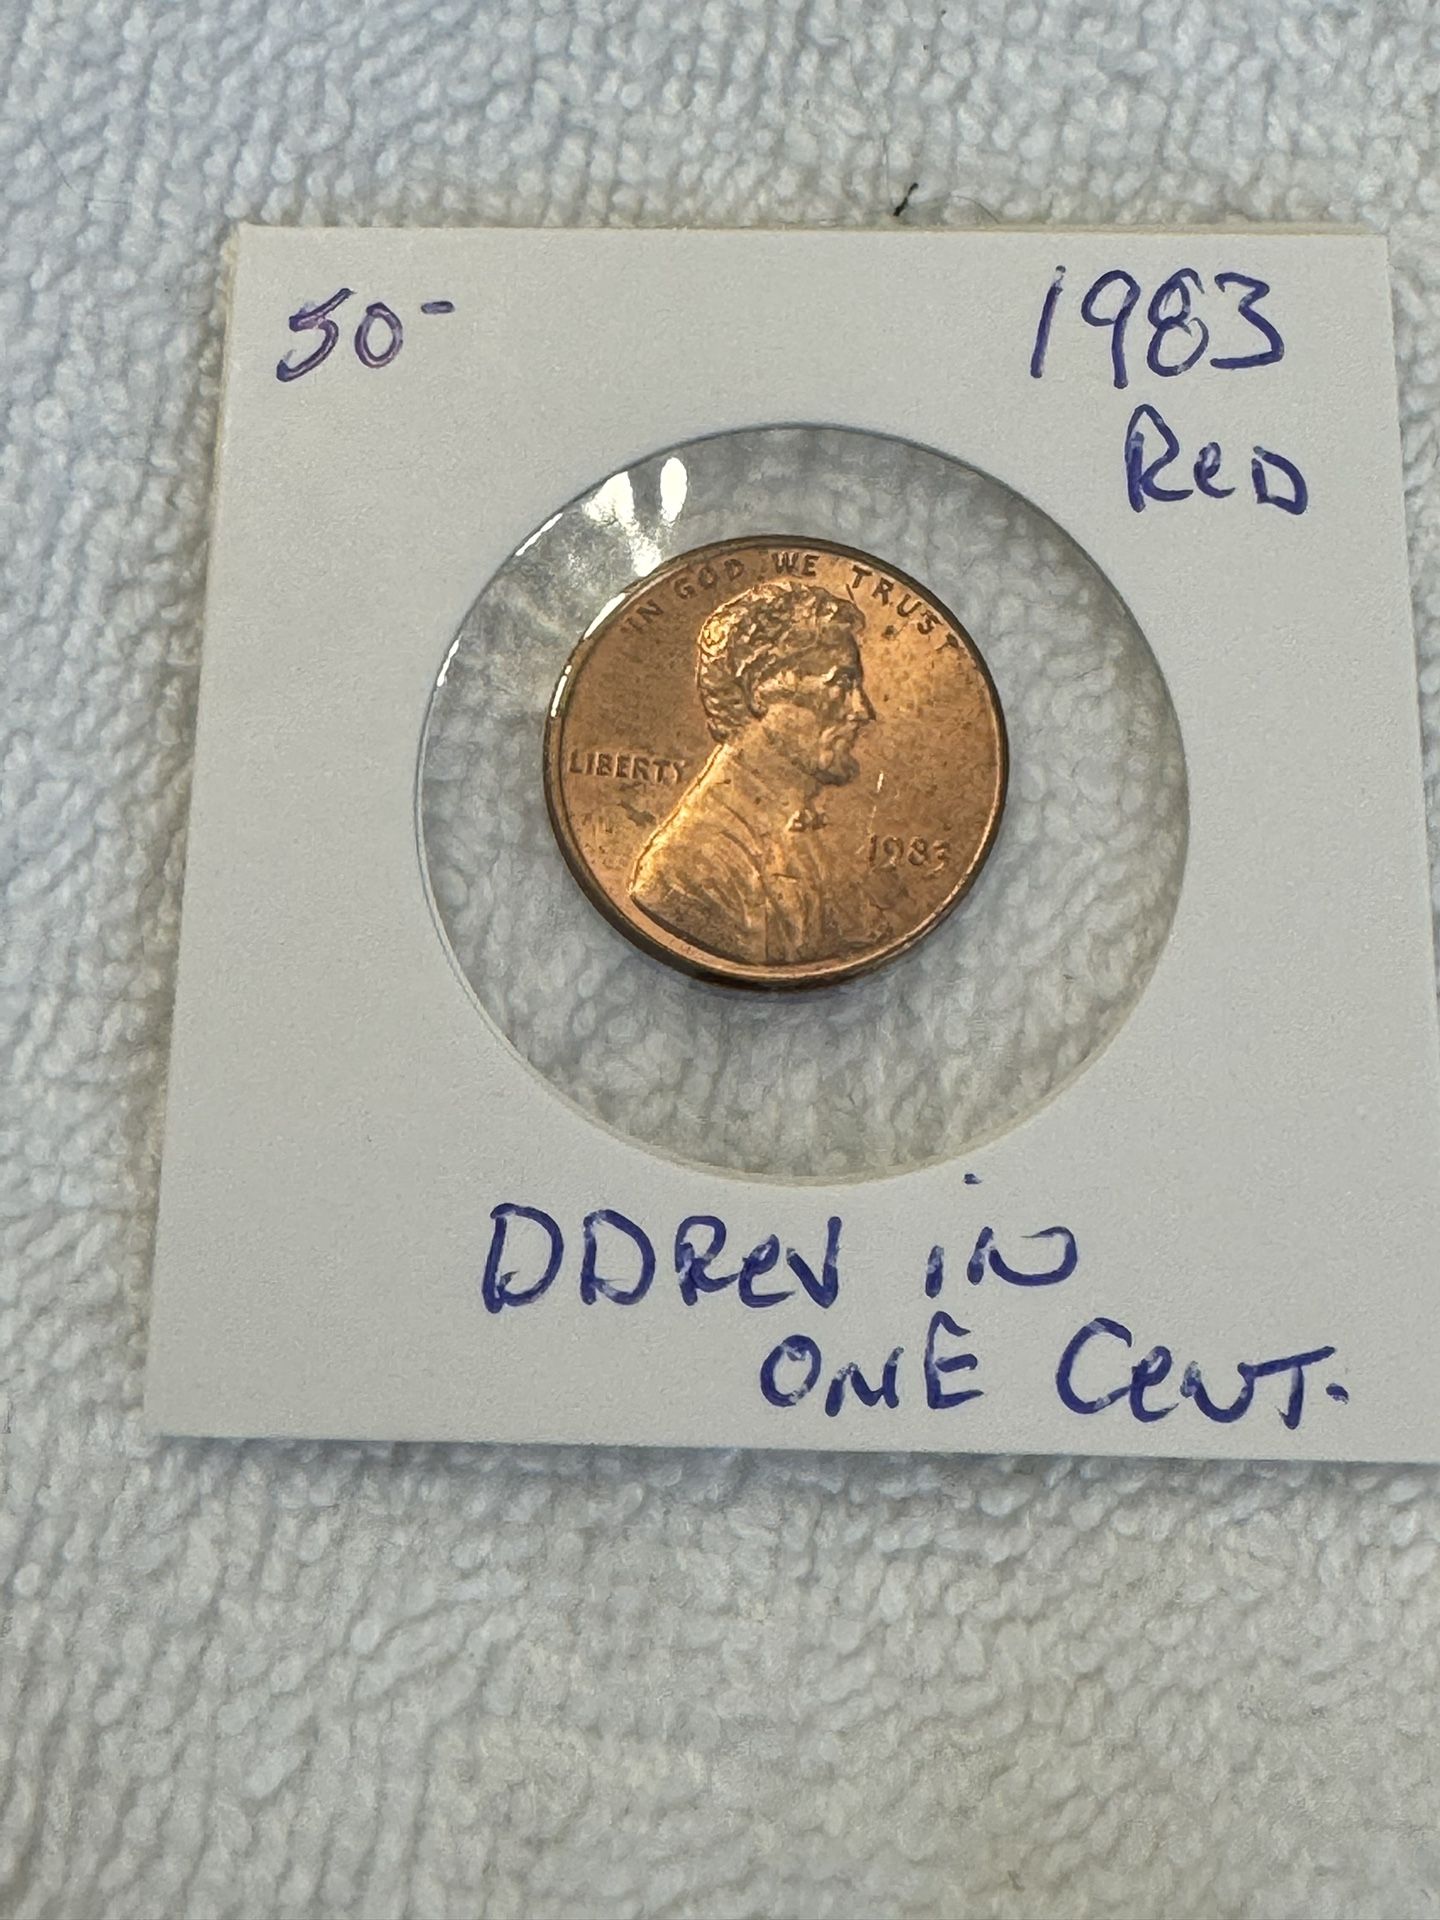 50-
1983
ReD
IN GOD WE TRUST
LIBERTY
1983
DDRev iN
ONE CeNT.